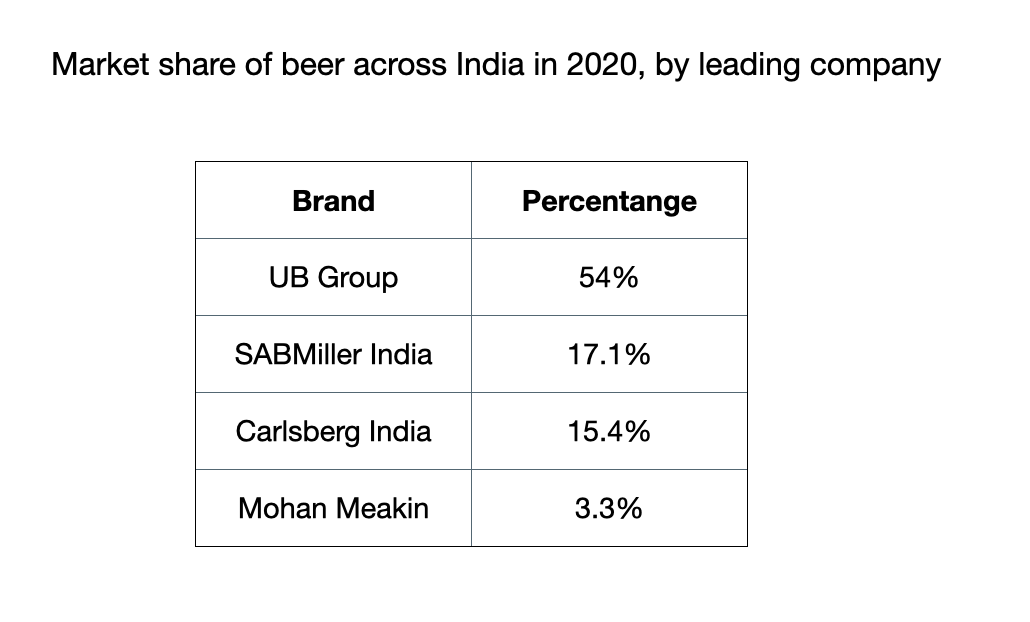 Market share of beer across India in 2020, by leading company
Brand Percentange
UB Group 54%
SABMiller India 17.1%
Carlsberg India 15.4%
Mohan Meakin 3.3%